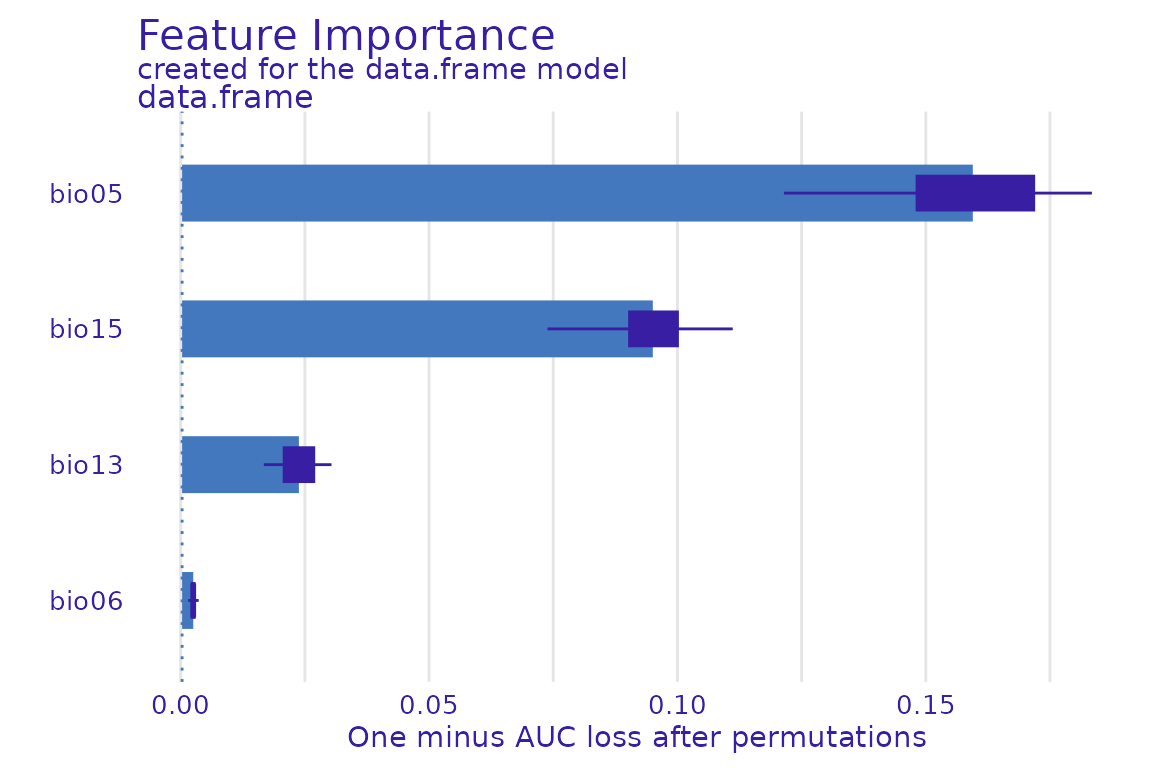 Feature Importance
created for the data.frame model
data.frame
bio05
bio15
bio13
bio06
0.00 0.05 0.10 0.15
One minus AUC loss after permutations